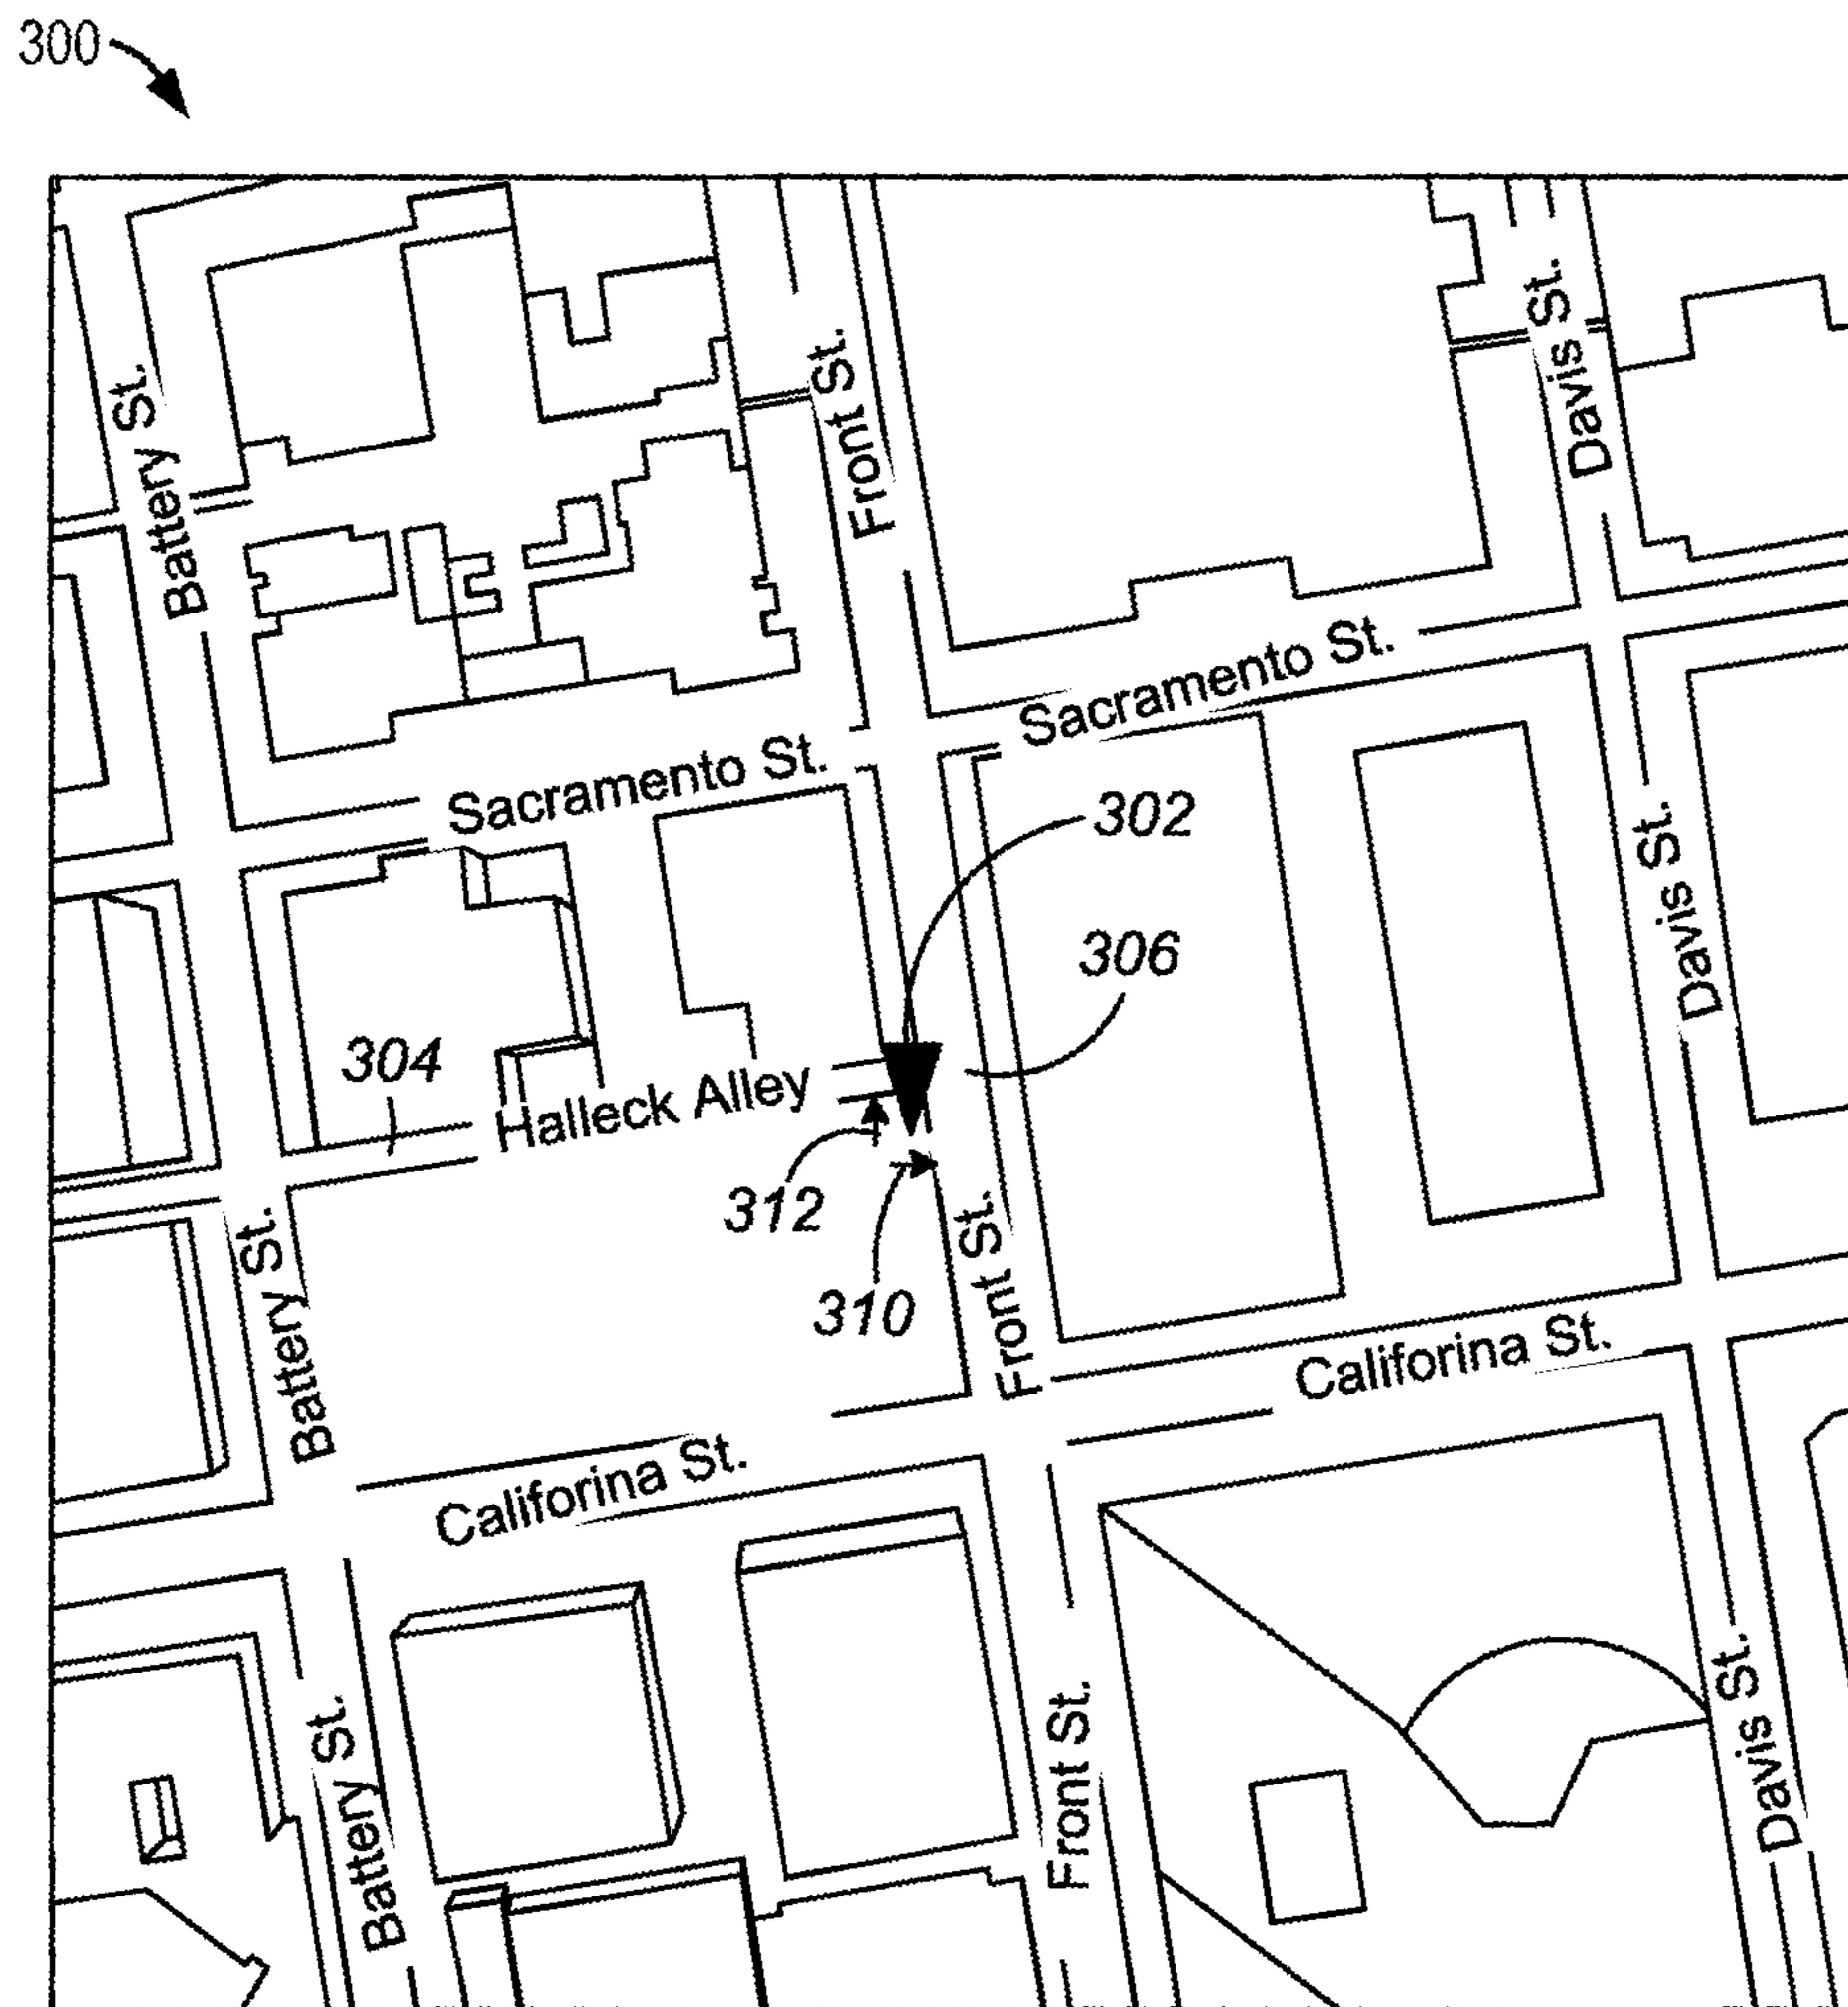 300
Battery St.
Front St.
Davis St.
Sacramento St.
Sacramento St.
302
306
Davis St.
304
Halleck Alley
312
310
Battery St.
Front St.
Califorina St.
Califorina St.
Battery St.
Front St.
Davis St.